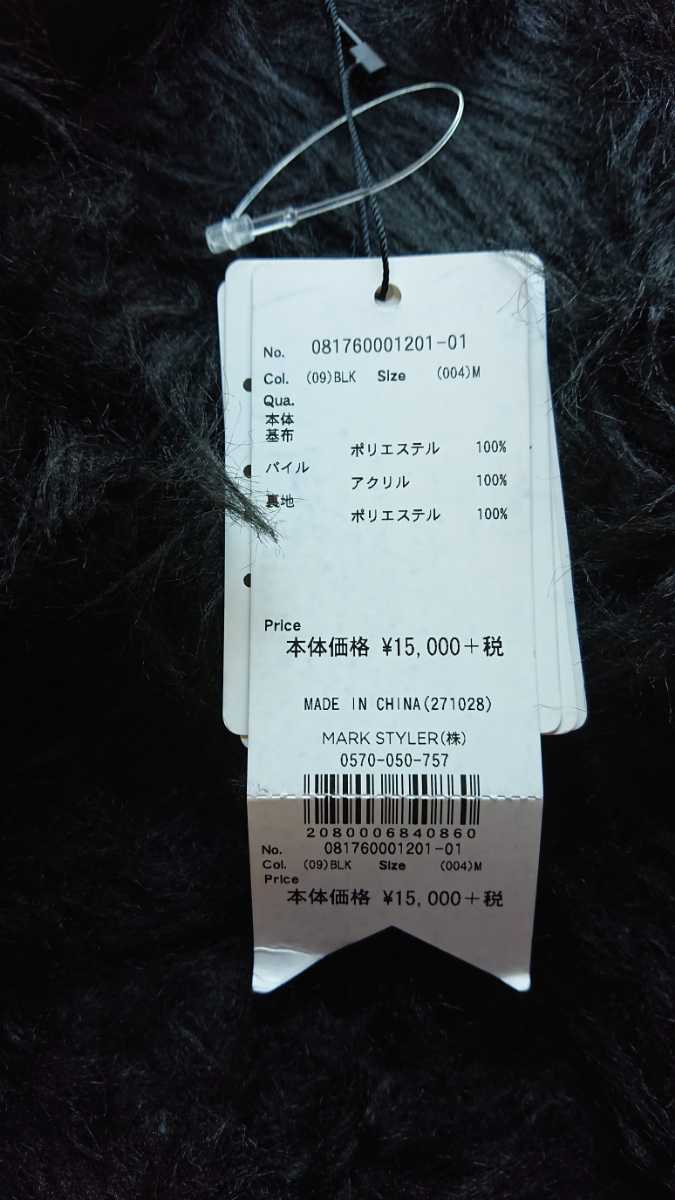 No. 081760001201-01
Col. (09)BLK Size (004)M
Qua.
本体
基布
ポリエステル 100%
パイル
アクリル 100%
裏地
ポリエステル 100%
Price
本体価格 ¥15,000+税
MADE IN CHINA(271028)
MARK STYLER(株)
0570-050-757
2080006840860
No. 081760001201-01
Col. (09)BLK Size (004)M
Price
本体価格 ¥15,000+税